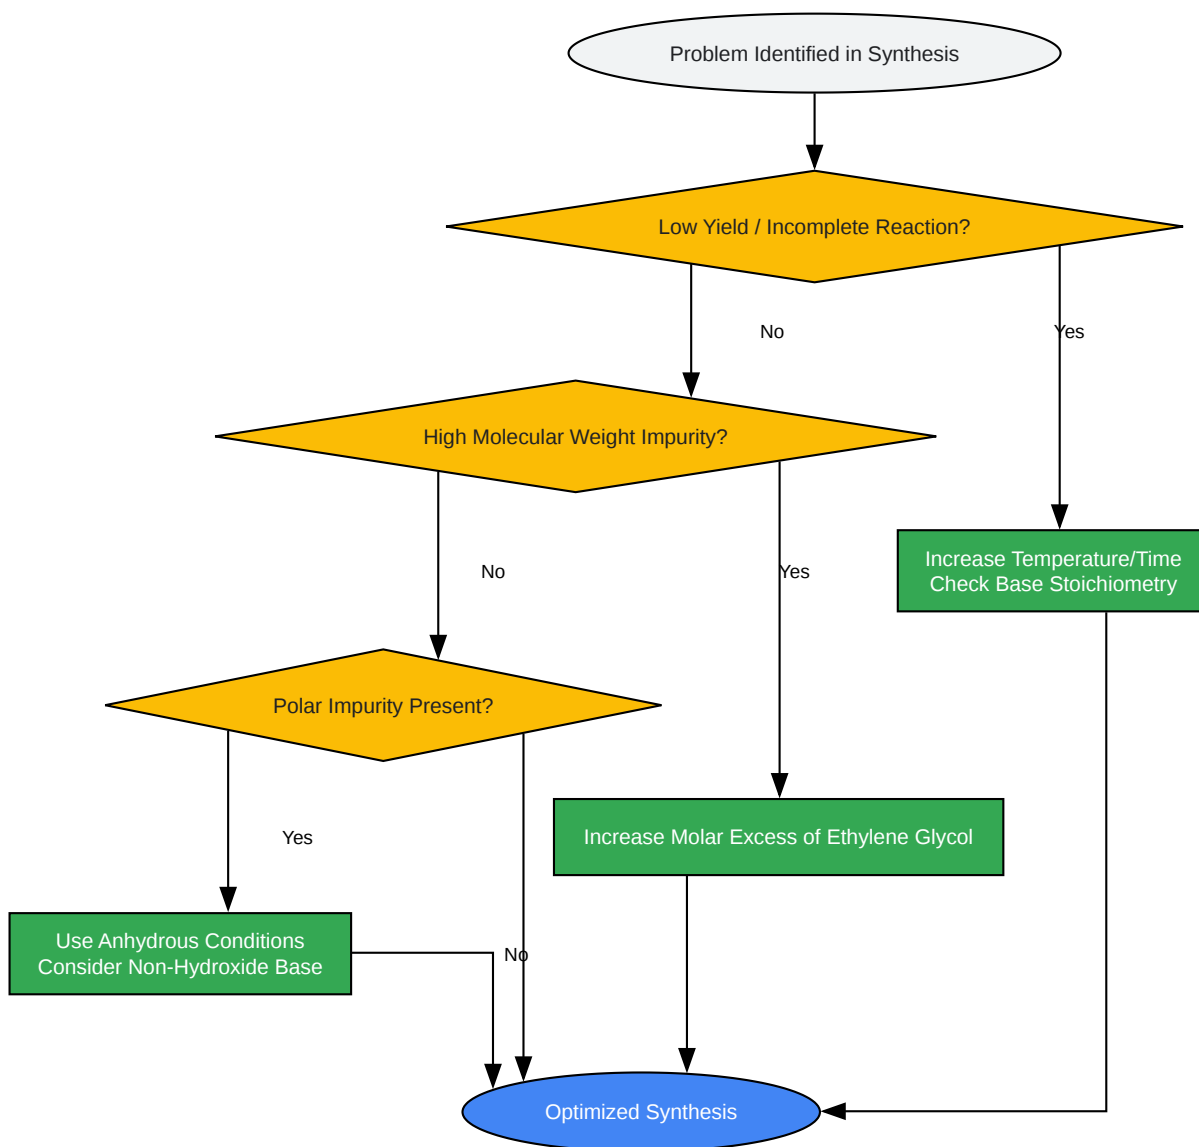 Problem Identified in Synthesis
Low Yield / Incomplete Reaction?
No
Yes
High Molecular Weight Impurity?
No
Yes
Increase Temperature/Time
Check Base Stoichiometry
Polar Impurity Present?
Yes
Increase Molar Excess of Ethylene Glycol
Use Anhydrous Conditions
Consider Non-Hydroxide Base
No
Optimized Synthesis